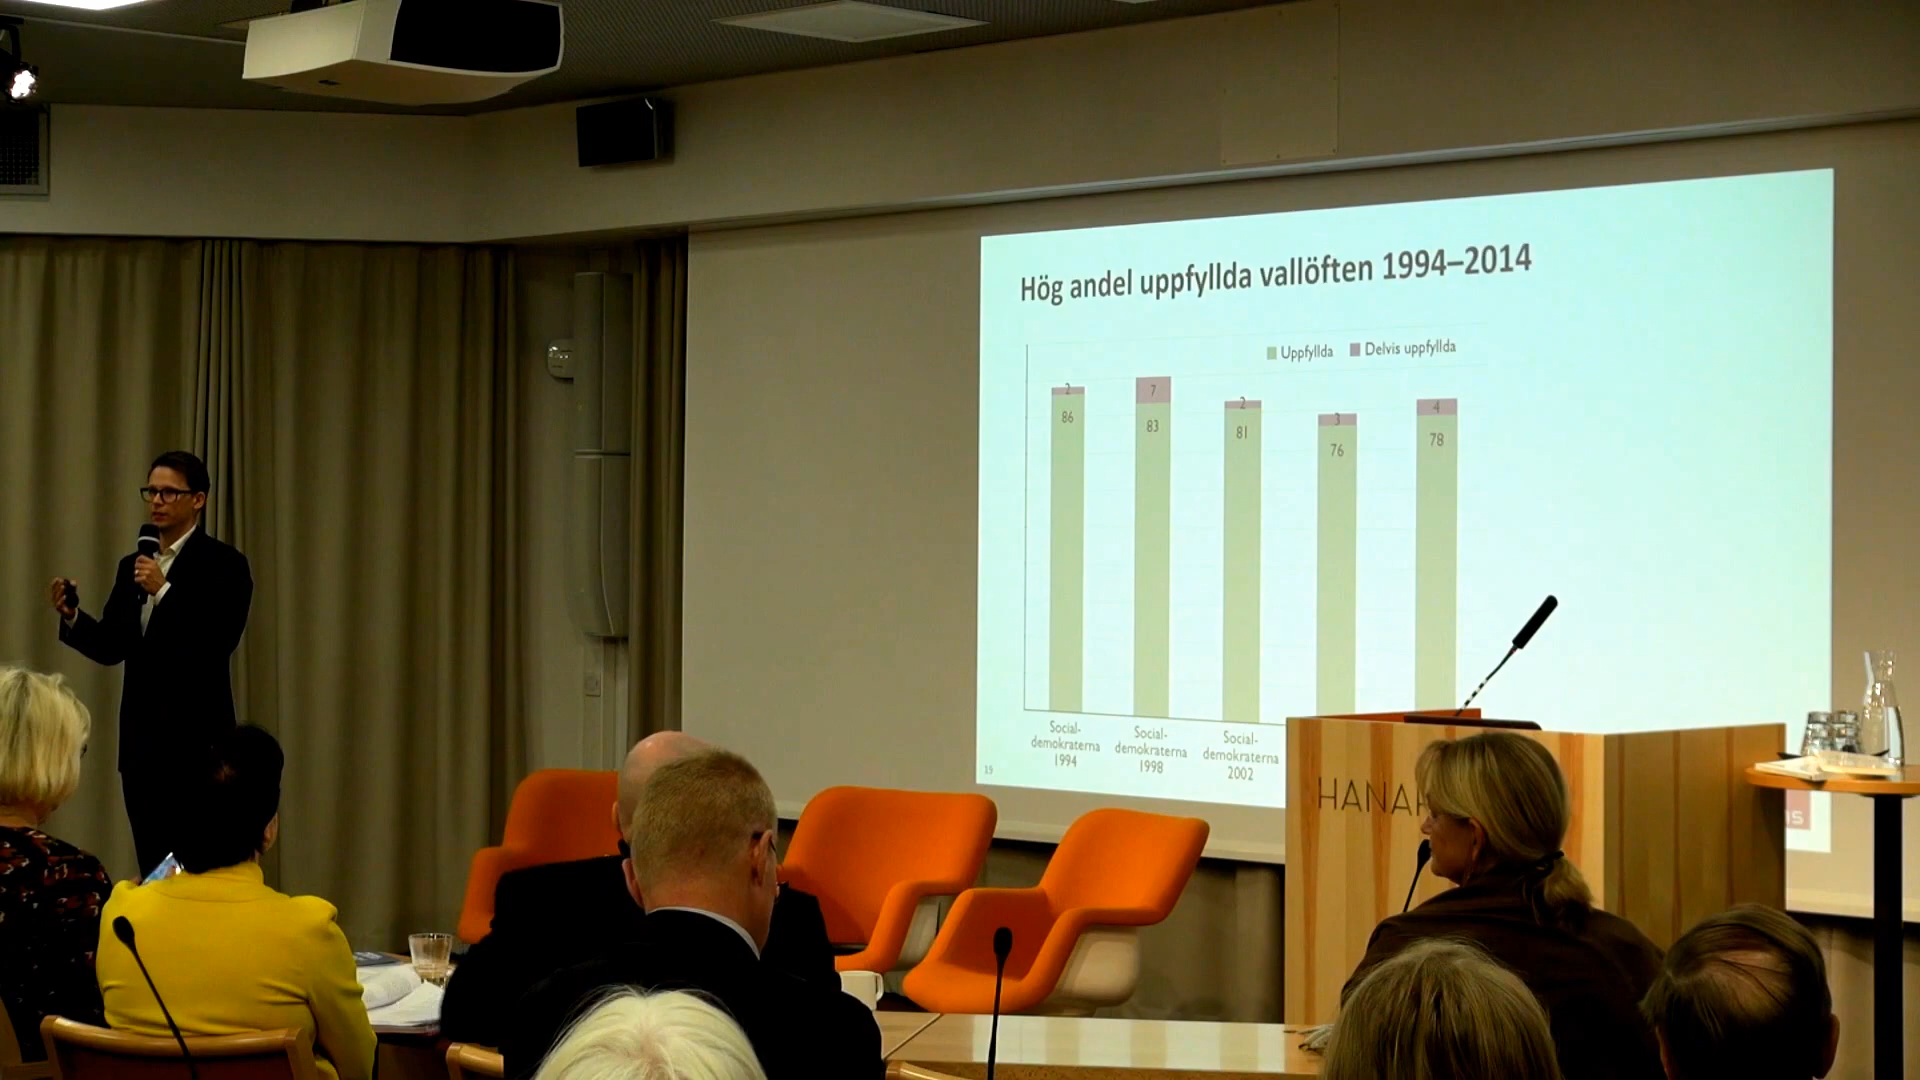 Hög andel uppfyllda vallöften 1994–2014
Uppfyllda Delvis uppfyllda
2 7 2 3 4
86 83 81 76 78
Social-
demokraterna
1994
Social-
demokraterna
1998
Social-
demokraterna
2002
15
HANA